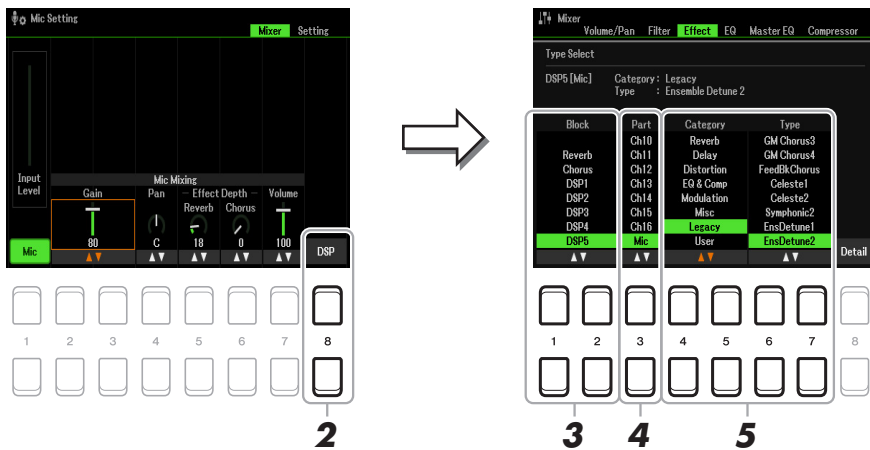 Mic Setting
Mixer Setting
Input Level
Mic Mixing
Gain Pan Effect Depth Volume
Reverb Chorus
80 C 18 0 100
Mic DSP
1 2 3 4 5 6 7 8
2
Mixer
Volume/Pan Filter Effect EQ Master EQ Compressor
Type Select
DSP5 [Mic] Category : Legacy
Type : Ensemble Detune 2
Block Part Category Type
Ch10 Reverb GM Chorus3
Reverb Ch11 Delay GM Chorus4
Chorus Ch12 Distortion FeedBkChorus
DSP1 Ch13 EQ & Comp Celeste1
DSP2 Ch14 Modulation Celeste2
DSP3 Ch15 Misc Symphonic2
DSP4 Ch16 Legacy EnsDetune1
DSP5 Mic User EnsDetune2
Detail
1 2 3 4 5 6 7 8
3 4 5